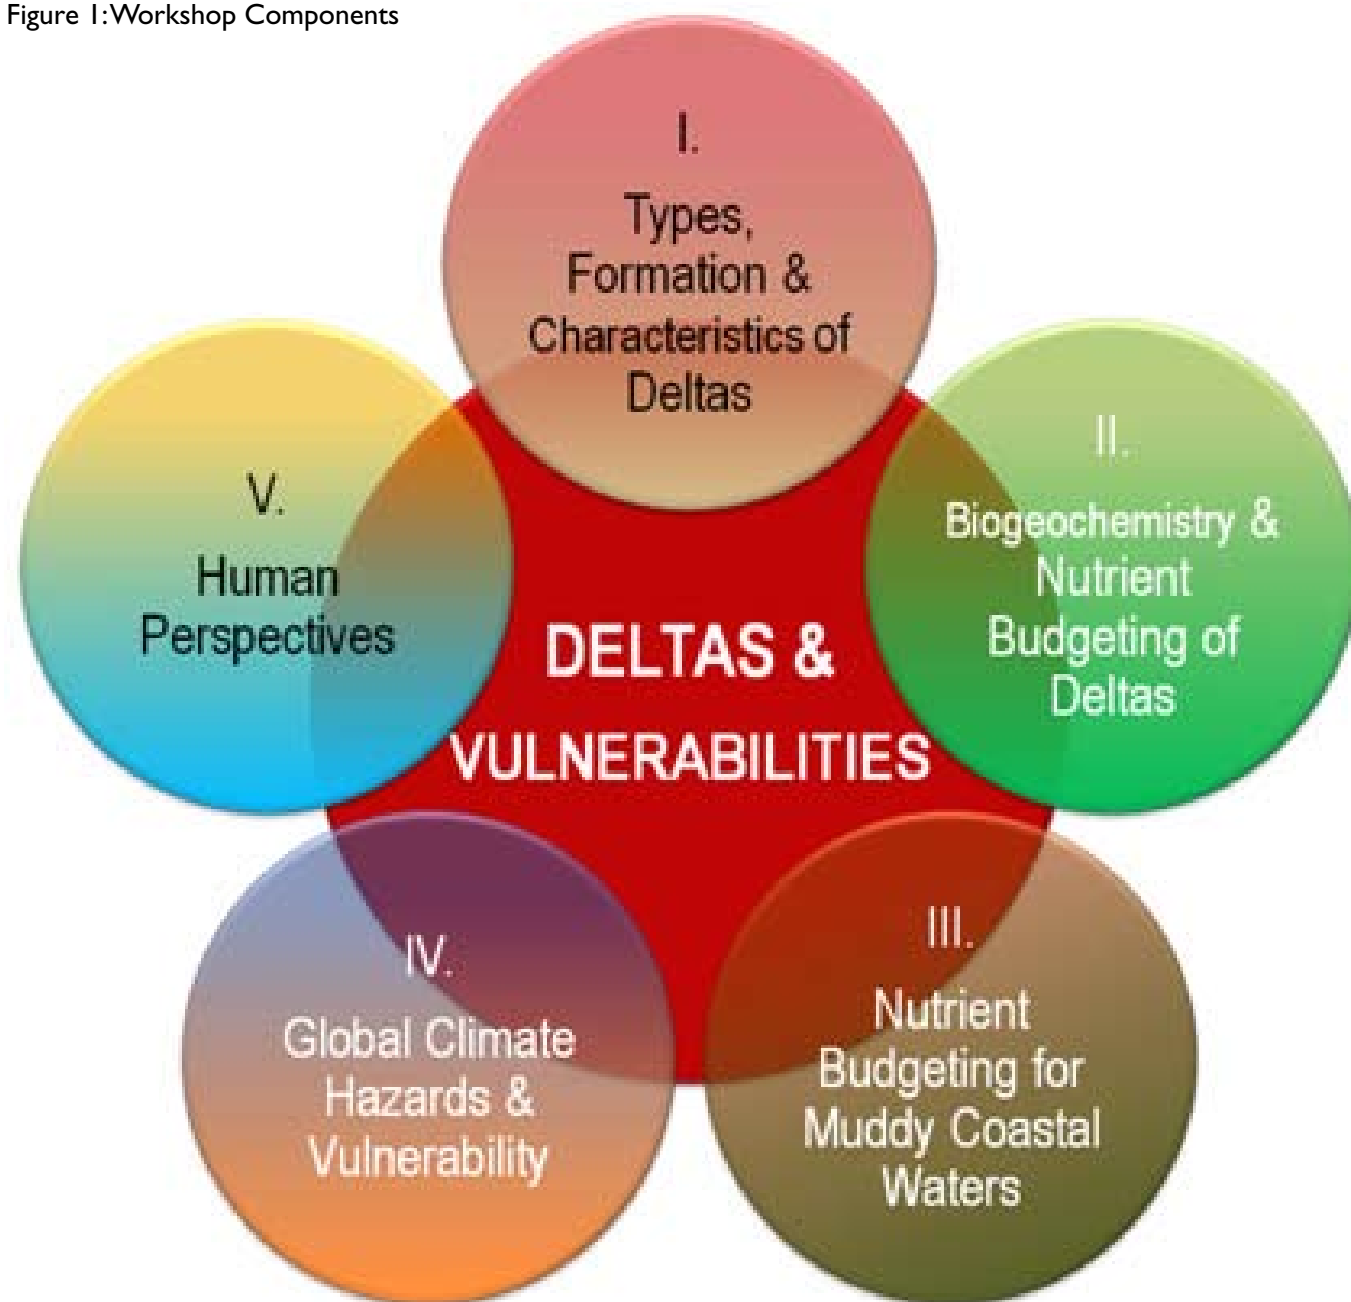 Figure 1: Workshop Components
I.
Types,
Formation &
Characteristics of
Deltas
II.
Biogeochemistry &
Nutrient
Budgeting of
Deltas
V.
Human
Perspectives
DELTAS &
VULNERABILITIES
III.
Nutrient
Budgeting for
Muddy Coastal
Waters
IV.
Global Climate
Hazards &
Vulnerability